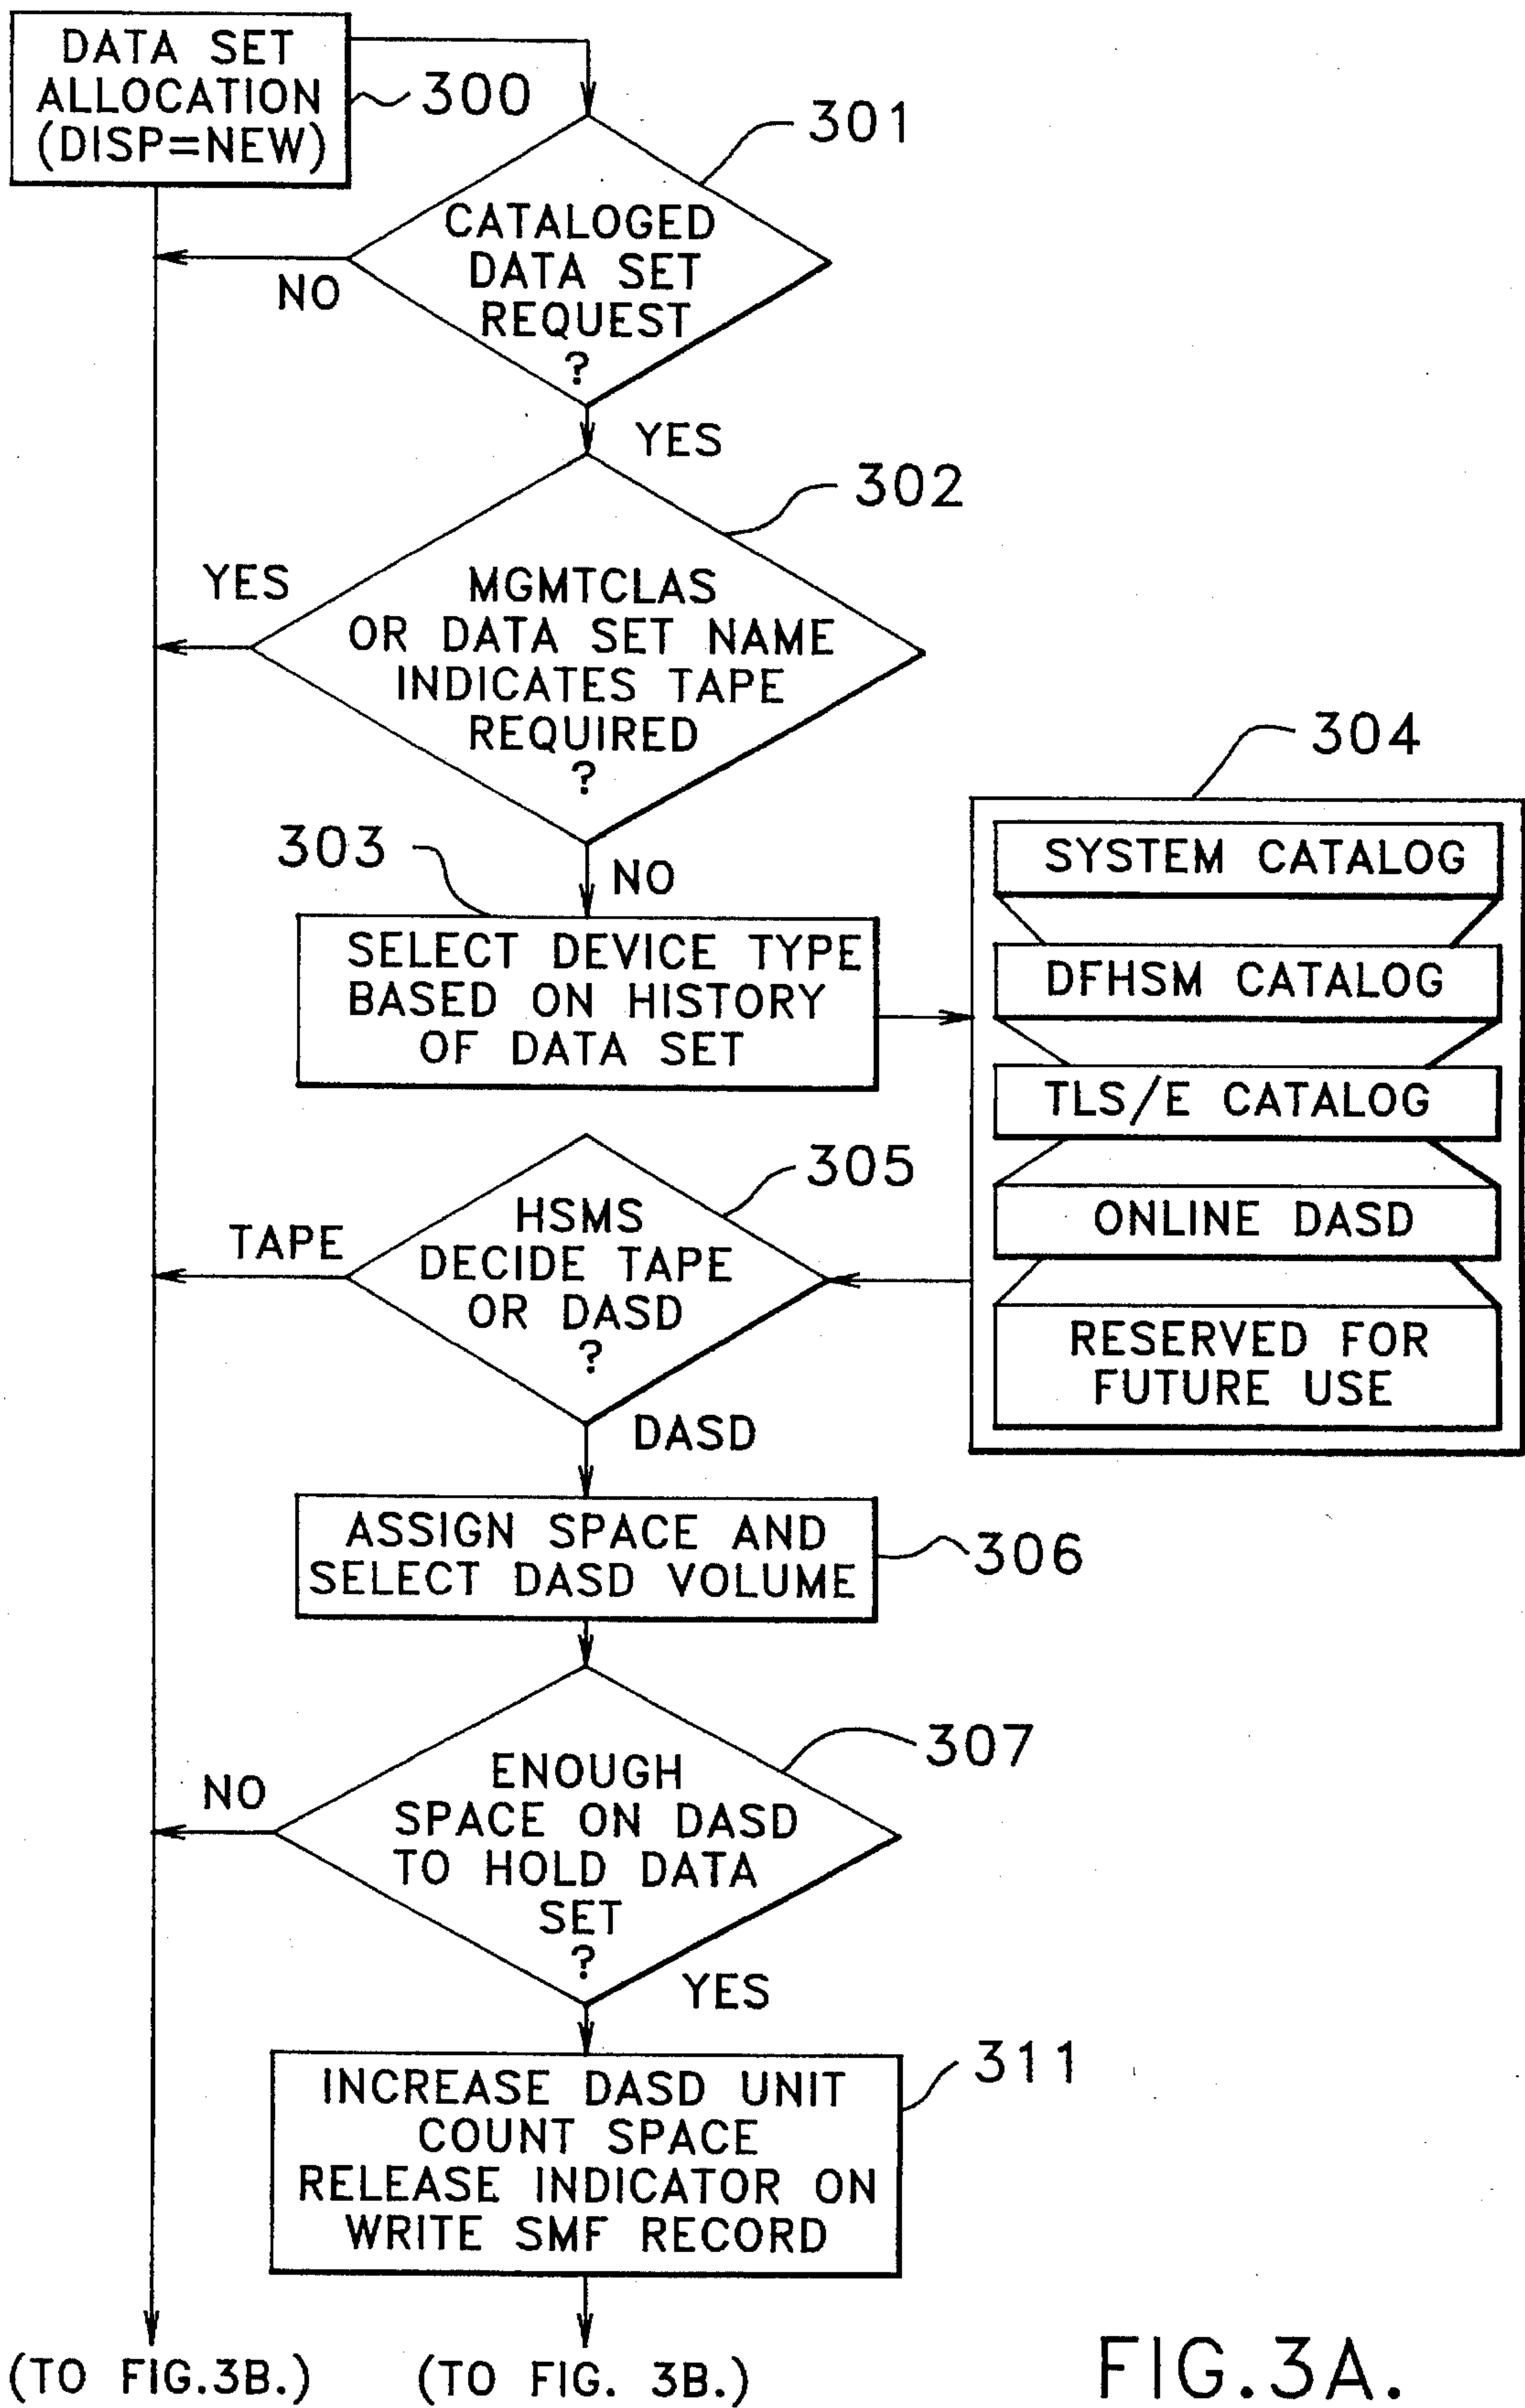 DATA SET
ALLOCATION
(DISP=NEW)
300
301
CATALOGED
DATA SET
REQUEST
?
NO
YES
302
YES
MGMTCLAS
OR DATA SET NAME
INDICATES TAPE
REQUIRED
?
304
303
NO
SELECT DEVICE TYPE
BASED ON HISTORY
OF DATA SET
SYSTEM CATALOG
DFHSM CATALOG
TLS/E CATALOG
ONLINE DASD
RESERVED FOR
FUTURE USE
305
TAPE
HSMS
DECIDE TAPE
OR DASD
?
DASD
ASSIGN SPACE AND
SELECT DASD VOLUME
306
307
NO
ENOUGH
SPACE ON DASD
TO HOLD DATA
SET
?
YES
311
INCREASE DASD UNIT
COUNT SPACE
RELEASE INDICATOR ON
WRITE SMF RECORD
(TO FIG.3B.)
(TO FIG. 3B.)
FIG.3A.